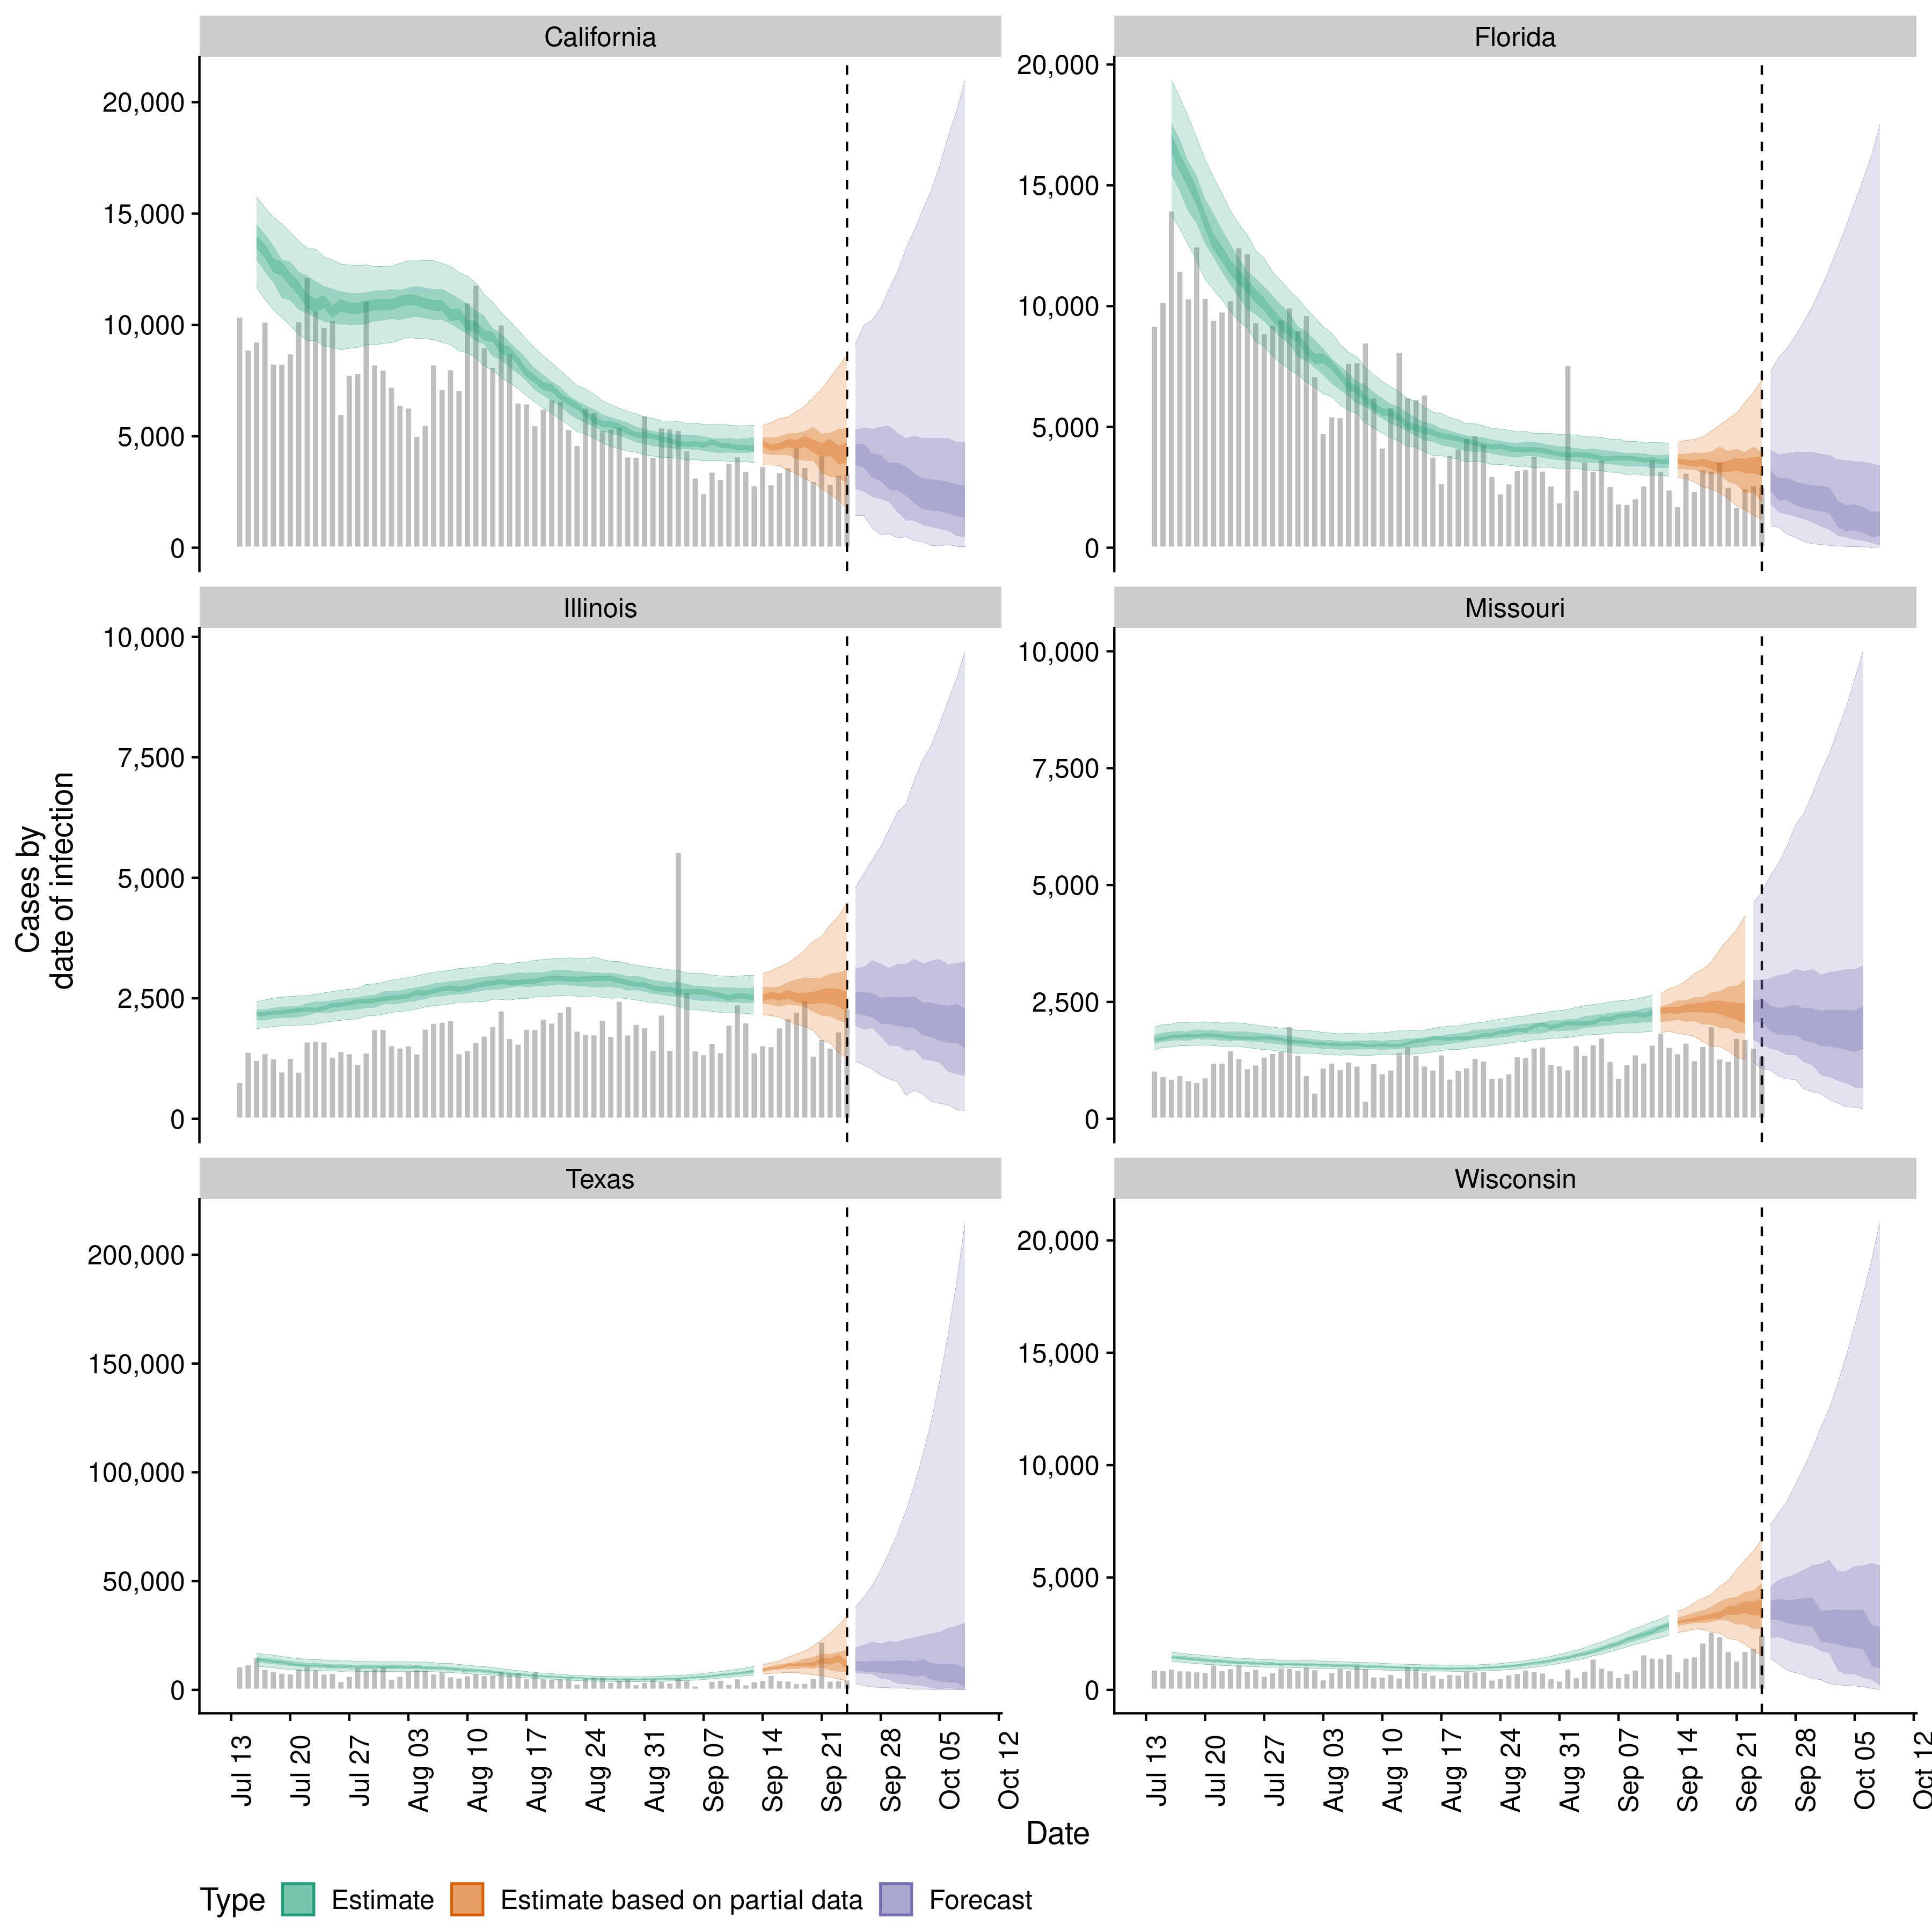 California
Florida
20,000
15,000
10,000
5,000
0
20,000
15,000
10,000
5,000
0
Illinois
Missouri
10,000
7,500
5,000
2,500
0
10,000
7,500
5,000
2,500
0
Cases by
date of infection
Texas
Wisconsin
200,000
150,000
100,000
50,000
0
20,000
15,000
10,000
5,000
0
Jul 13
Jul 20
Jul 27
Aug 03
Aug 10
Aug 17
Aug 24
Aug 31
Sep 07
Sep 14
Sep 21
Sep 28
Oct 05
Oct 12
Jul 13
Jul 20
Jul 27
Aug 03
Aug 10
Aug 17
Aug 24
Aug 31
Sep 07
Sep 14
Sep 21
Sep 28
Oct 05
Oct 12
Date
Type Estimate Estimate based on partial data Forecast